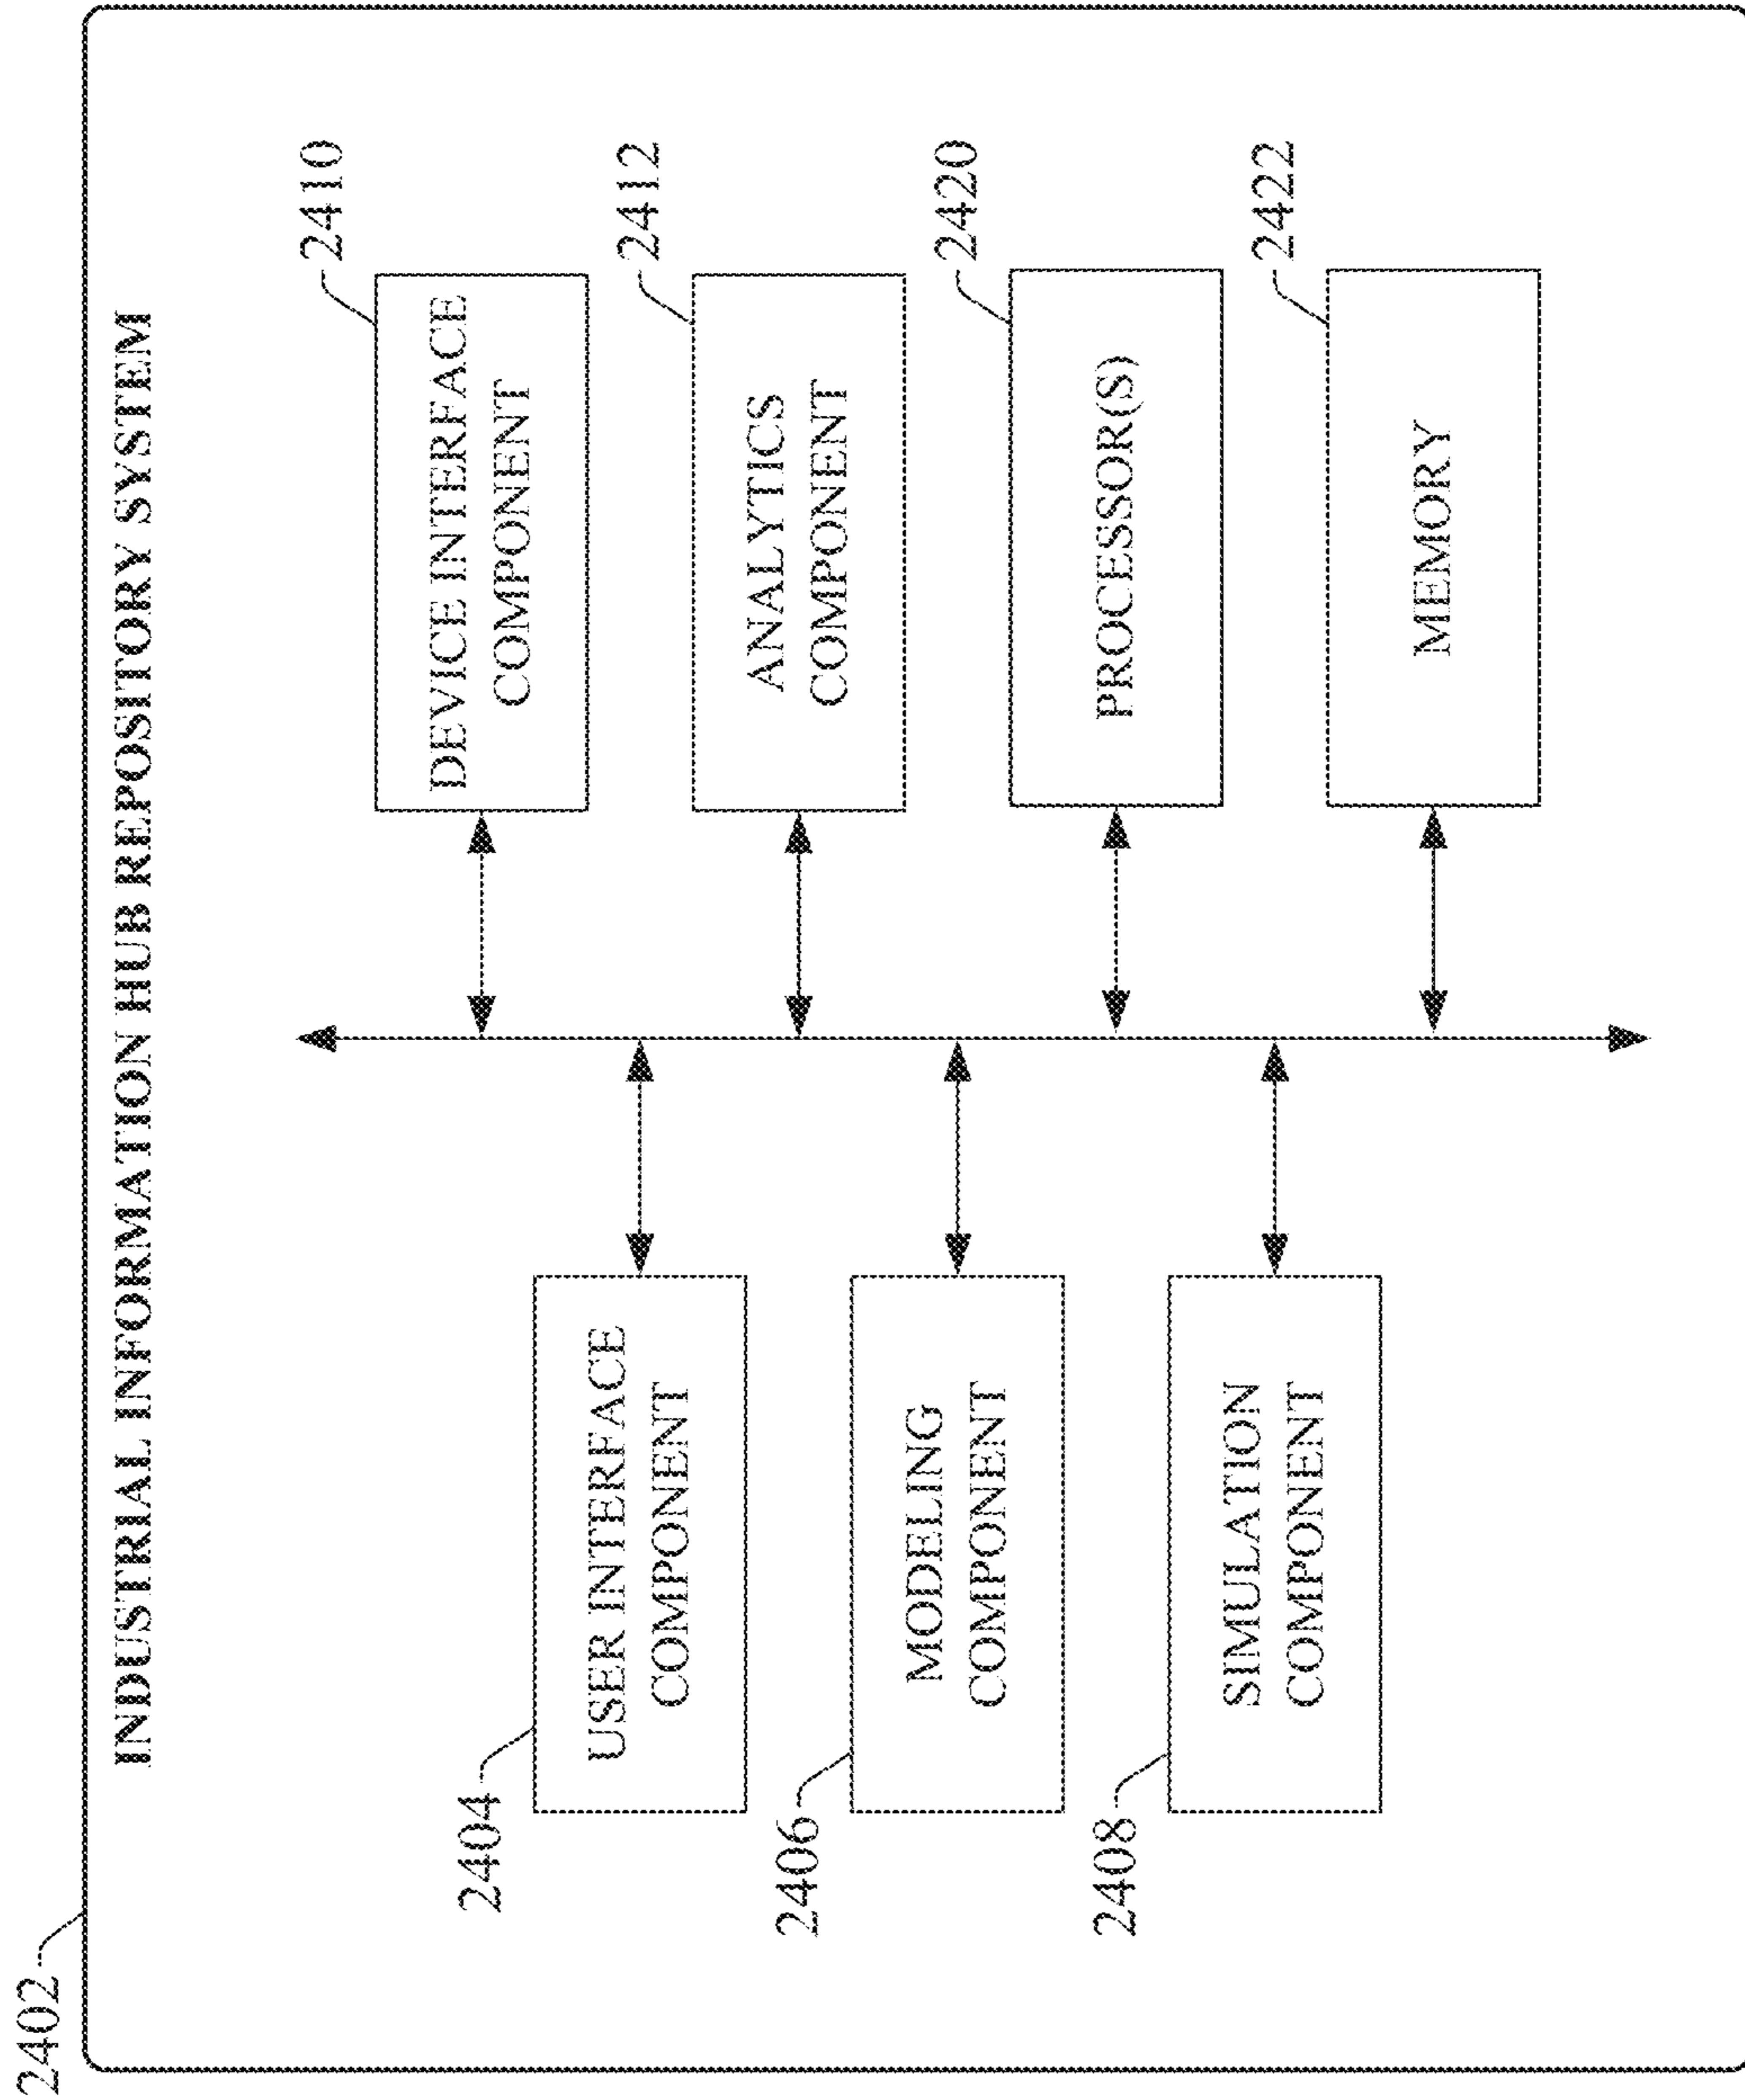 2402
INDUSTRIAL INFORMATION HUB REPOSITORY SYSTEM
2404
USER INTERFACE
COMPONENT
2406
MODELING
COMPONENT
2408
SIMULATION
COMPONENT
2410
DEVICE INTERFACE
COMPONENT
2412
ANALYTICS
COMPONENT
2420
PROCESSOR(S)
2422
MEMORY